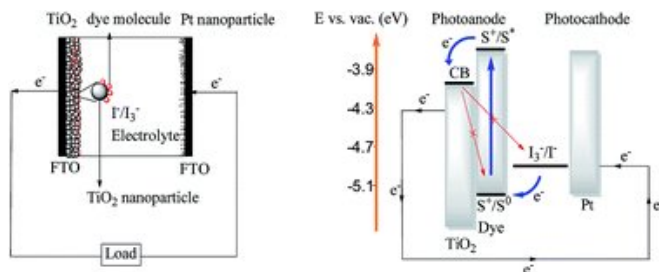 TiO₂ dye molecule Pt nanoparticle
e⁻
e⁻
I⁻/I₃⁻
Electrolyte
FTO
FTO
TiO₂ nanoparticle
Load
E vs. vac. (eV)
Photoanode
Photocathode
S⁺/S*
e⁻
-3.9
CB
-4.3
e⁻
-4.7
I₃⁻/I⁻
-5.1
e⁻
e⁻
S⁺/S⁰
Pt
Dye
TiO₂
e⁻
e⁻
e⁻
e⁻